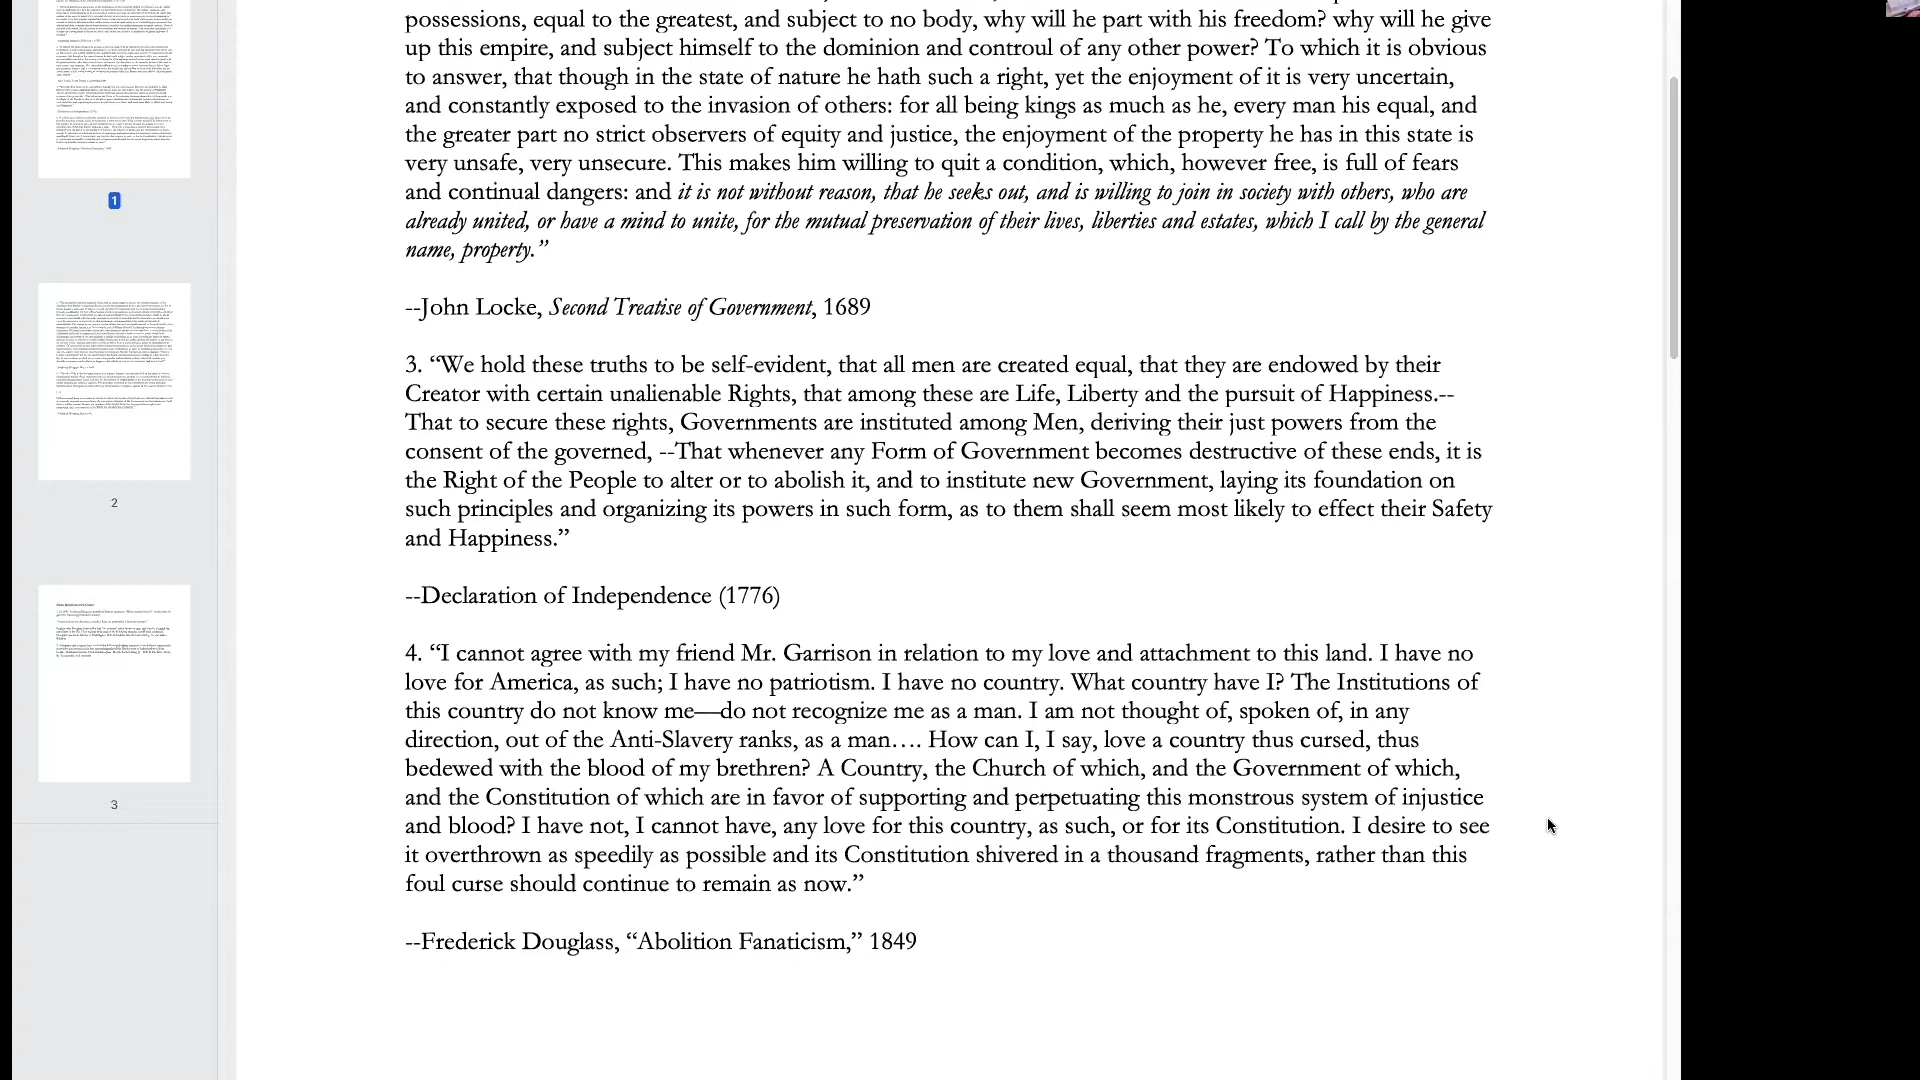 possessions, equal to the greatest, and subject to no body, why will he part with his freedom? why will he give
up this empire, and subject himself to the dominion and controul of any other power? To which it is obvious
to answer, that though in the state of nature he hath such a right, yet the enjoyment of it is very uncertain,
and constantly exposed to the invasion of others: for all being kings as much as he, every man his equal, and
the greater part no strict observers of equity and justice, the enjoyment of the property he has in this state is
very unsafe, very unsecure. This makes him willing to quit a condition, which, however free, is full of fears
and continual dangers: and it is not without reason, that he seeks out, and is willing to join in society with others, who are
already united, or have a mind to unite, for the mutual preservation of their lives, liberties and estates, which I call by the general
name, property.”
--John Locke, Second Treatise of Government, 1689
3. “We hold these truths to be self-evident, that all men are created equal, that they are endowed by their
Creator with certain unalienable Rights, that among these are Life, Liberty and the pursuit of Happiness.--
That to secure these rights, Governments are instituted among Men, deriving their just powers from the
consent of the governed, --That whenever any Form of Government becomes destructive of these ends, it is
the Right of the People to alter or to abolish it, and to institute new Government, laying its foundation on
such principles and organizing its powers in such form, as to them shall seem most likely to effect their Safety
and Happiness.”
--Declaration of Independence (1776)
4. “I cannot agree with my friend Mr. Garrison in relation to my love and attachment to this land. I have no
love for America, as such; I have no patriotism. I have no country. What country have I? The Institutions of
this country do not know me—do not recognize me as a man. I am not thought of, spoken of, in any
direction, out of the Anti-Slavery ranks, as a man…. How can I, I say, love a country thus cursed, thus
bedewed with the blood of my brethren? A Country, the Church of which, and the Government of which,
and the Constitution of which are in favor of supporting and perpetuating this monstrous system of injustice
and blood? I have not, I cannot have, any love for this country, as such, or for its Constitution. I desire to see
it overthrown as speedily as possible and its Constitution shivered in a thousand fragments, rather than this
foul curse should continue to remain as now.”
--Frederick Douglass, “Abolition Fanaticism,” 1849
1
2
3